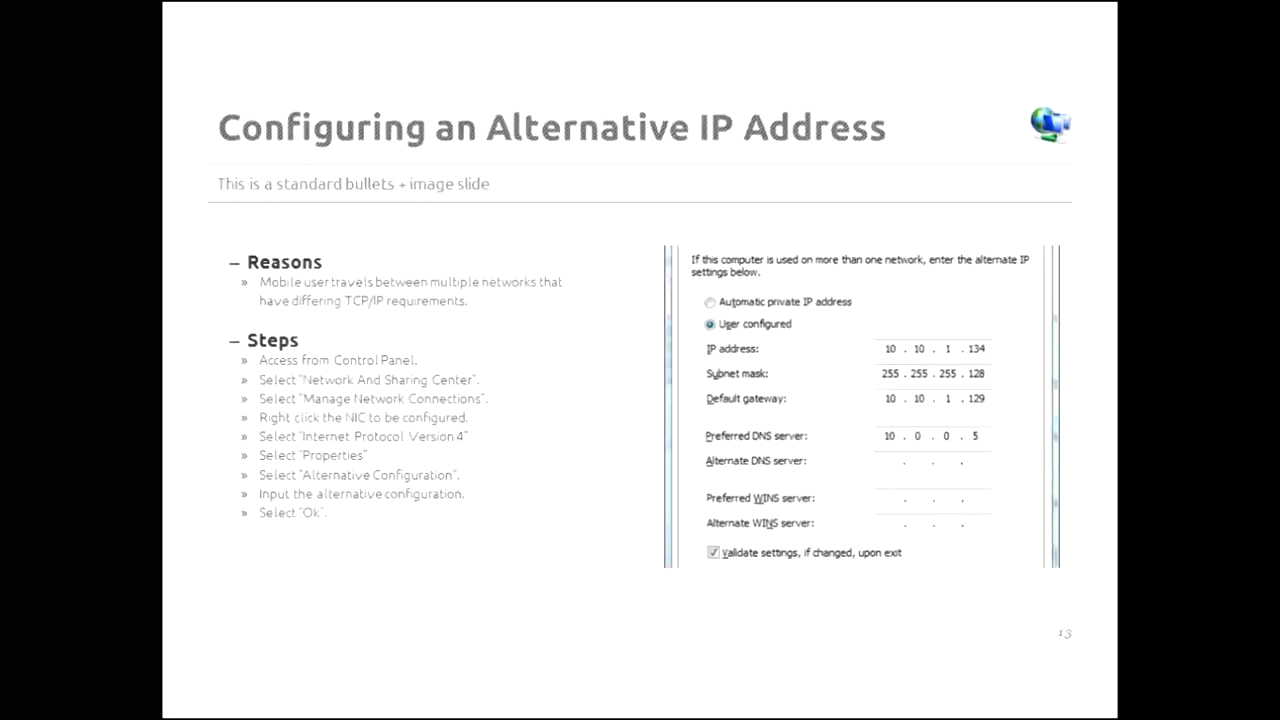 Configuring an Alternative IP Address
This is a standard bullets + image slide
– Reasons
» Mobile user travels between multiple networks that
have differing TCP/IP requirements.
– Steps
» Access from Control Panel.
» Select "Network And Sharing Center".
» Select "Manage Network Connections".
» Right click the NIC to be configured.
» Select "Internet Protocol Version 4"
» Select "Properties"
» Select "Alternative Configuration".
» Input the alternative configuration.
» Select "Ok".
If this computer is used on more than one network, enter the alternate IP
settings below.
Automatic private IP address
User configured
IP address: 10 . 10 . 1 . 134
Subnet mask: 255 . 255 . 255 . 128
Default gateway: 10 . 10 . 1 . 129
Preferred DNS server: 10 . 0 . 0 . 5
Alternate DNS server: . . .
Preferred WINS server: . . .
Alternate WINS server: . . .
Validate settings, if changed, upon exit
13